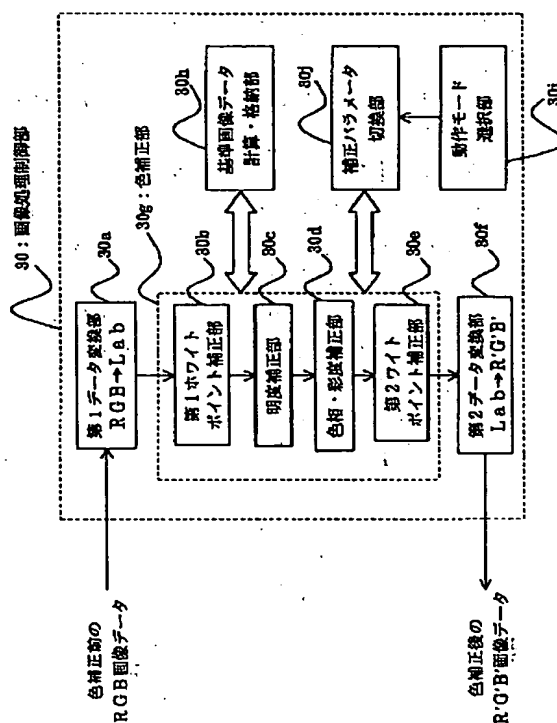 30：画像処理制御部
30a
第1データ変換部
RGB→Lab
30g：色補正部
30b
第1ホワイト
ポイント補正部
30c
明度補正部
30d
色相・彩度補正部
30e
第2ワイト
ポイント補正部
30f
第2データ変換部
Lab→R'G'B'
30h
基準画像データ
計算・格納部
30j
補正パラメータ
切換部
動作モード
選択部
30i
色補正前の
RGB画像データ
色補正後の
R'G'B'画像データ